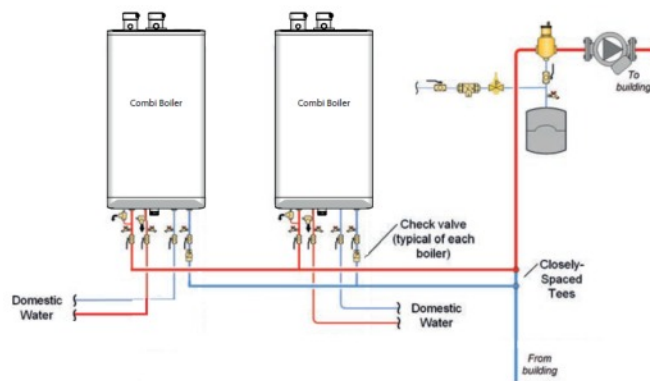 Combi Boiler
Combi Boiler
To
building
Check valve
(typical of each
boiler)
Closely-
Spaced
Tees
Domestic
Water
Domestic
Water
From
building